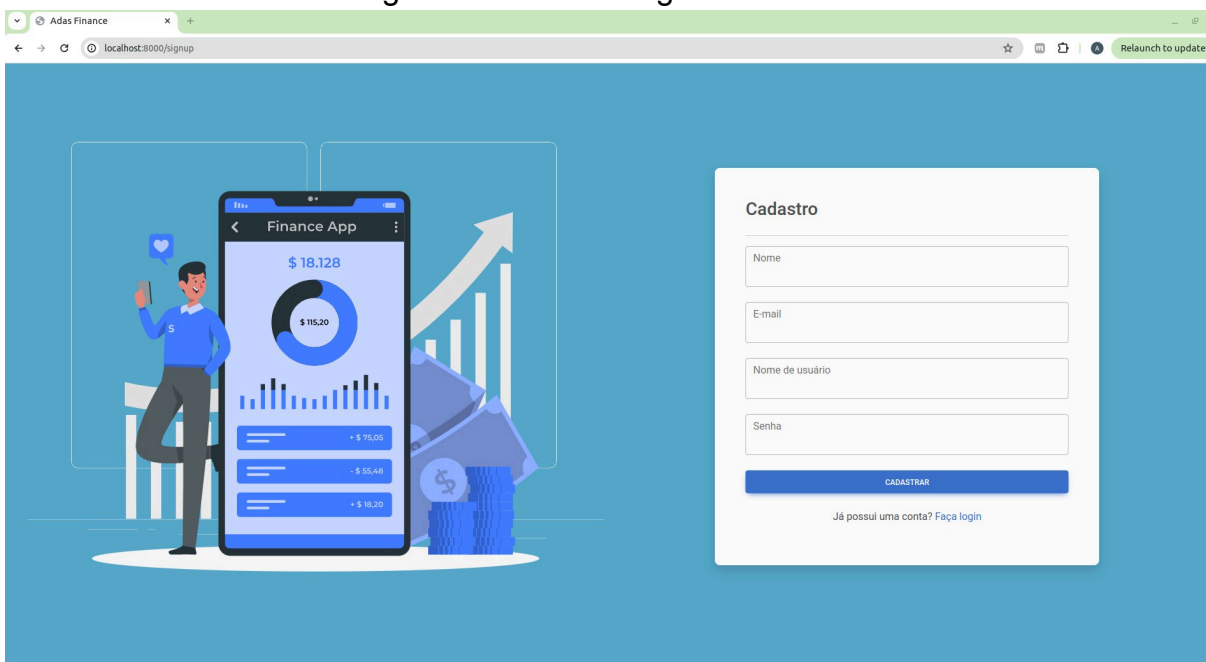 Adas Finance
localhost:8000/signup
Relaunch to update
A
Finance App
$ 18.128
$ 115,20
+ $ 75,05
- $ 55,48
+ $ 18,20
S
$
Cadastro
Nome
E-mail
Nome de usuário
Senha
CADASTRAR
Já possui uma conta? Faça login